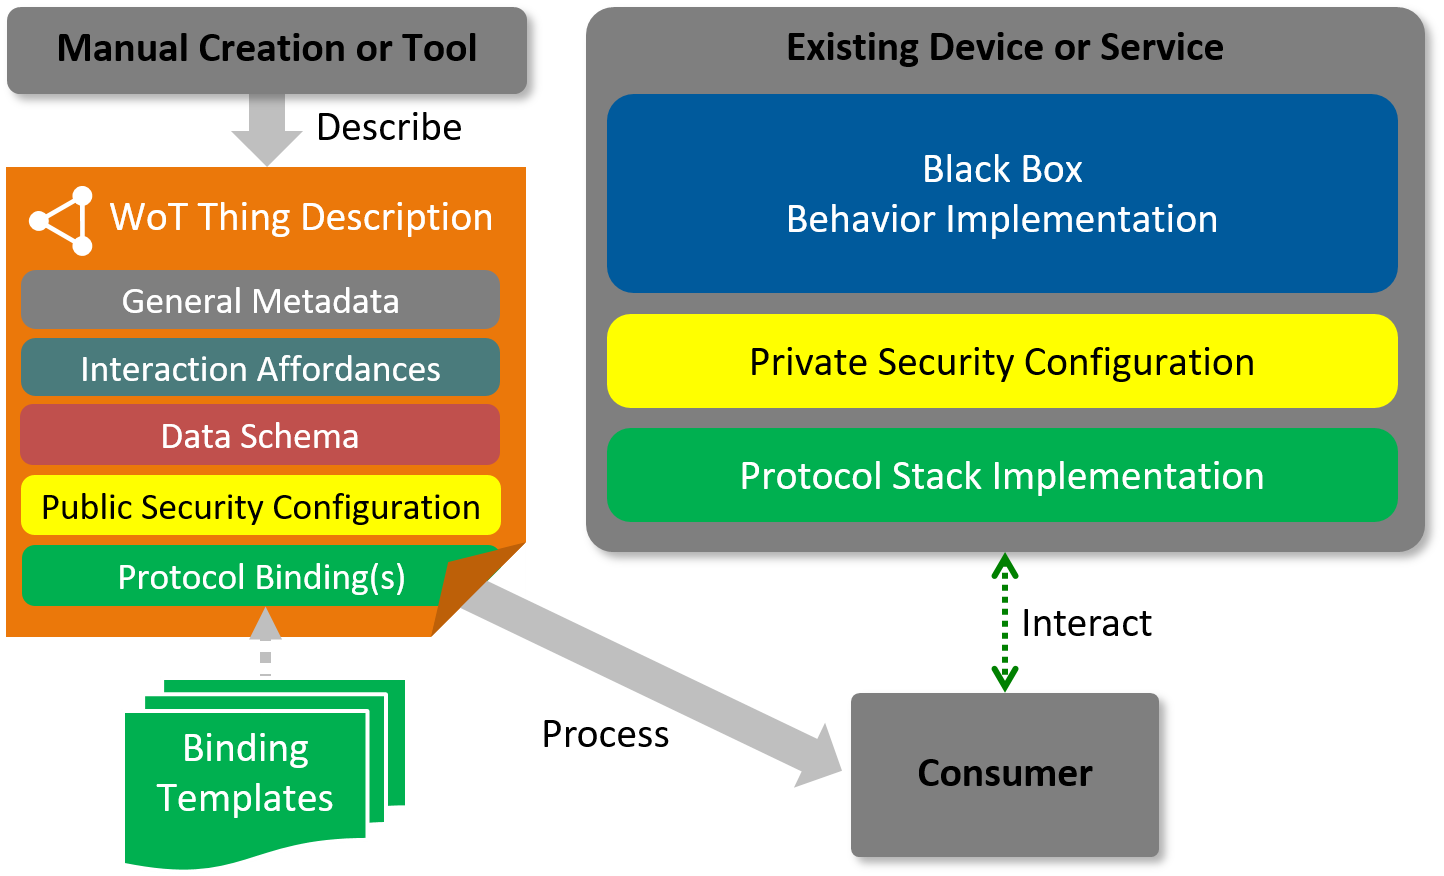 Manual Creation or Tool
Describe
WoT Thing Description
General Metadata
Interaction Affordances
Data Schema
Public Security Configuration
Protocol Binding(s)
Binding
Templates
Process
Existing Device or Service
Black Box
Behavior Implementation
Private Security Configuration
Protocol Stack Implementation
Interact
Consumer